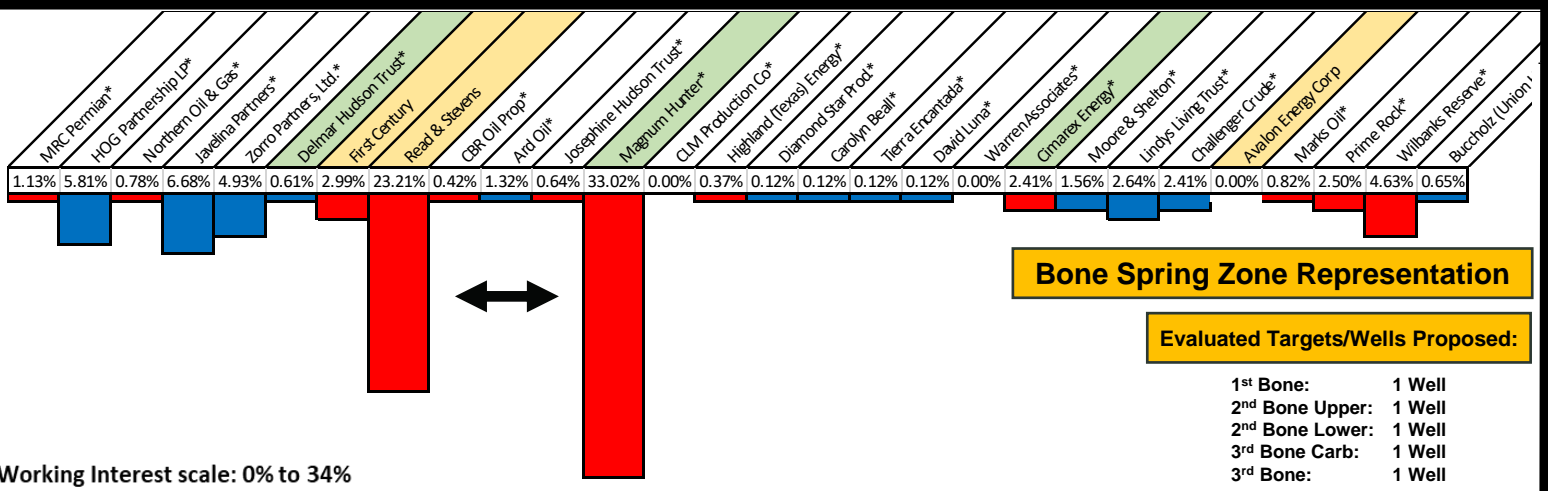 MRC Permian*
HOG Partnership LP*
Northern Oil & Gas*
Javelina Partners*
Zorro Partners, Ltd.*
Delmar Hudson Trust*
First Century
Read & Stevens
CBR Oil Prop*
Ard Oil*
Josephine Hudson Trust*
Magnum Hunter*
CLM Production Co*
Highland (Texas) Energy*
Diamond Star Prod.*
Carolyn Beall*
Tierra Encantada*
David Luna*
Warren Associates*
Cimarex Energy*
Moore & Shelton*
Lindys Living Trust*
Challenger Crude*
Avalon Energy Corp
Marks Oil*
Prime Rock*
Wilbanks Reserve*
Buccholz (Union
1.13% 5.81% 0.78% 6.68% 4.93% 0.61% 2.99% 23.21% 0.42% 1.32% 0.64% 33.02% 0.00% 0.37% 0.12% 0.12% 0.12% 0.12% 0.00% 2.41% 1.56% 2.64% 2.41% 0.00% 0.82% 2.50% 4.63% 0.65%
Bone Spring Zone Representation
Evaluated Targets/Wells Proposed:
1st Bone: 1 Well
2nd Bone Upper: 1 Well
2nd Bone Lower: 1 Well
3rd Bone Carb: 1 Well
3rd Bone: 1 Well
Working Interest scale: 0% to 34%